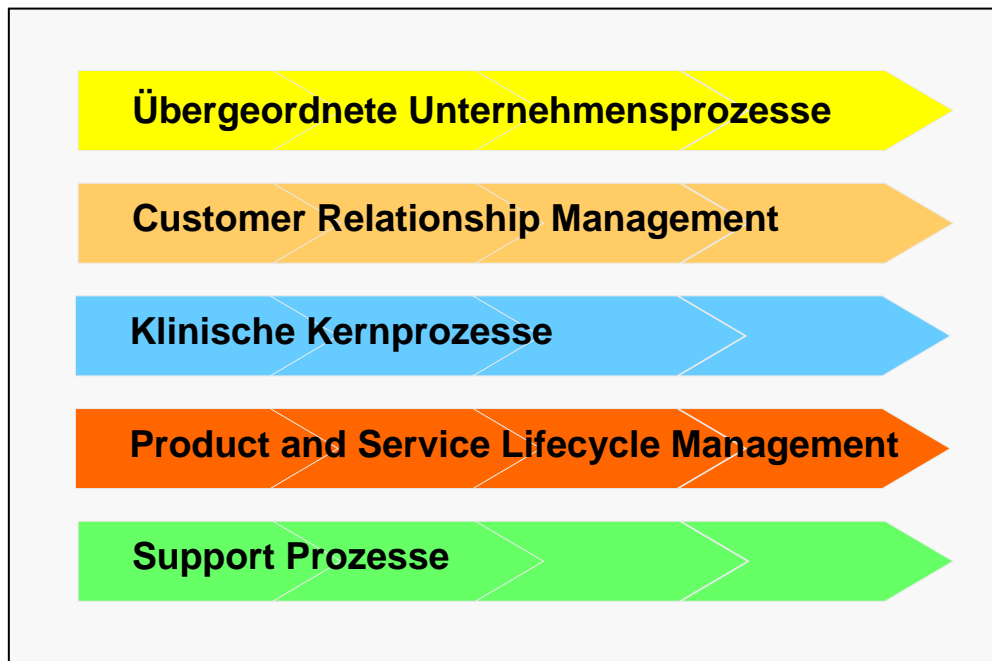 Übergeordnete Unternehmensprozesse
Customer Relationship Management
Klinische Kernprozesse
Product and Service Lifecycle Management
Support Prozesse